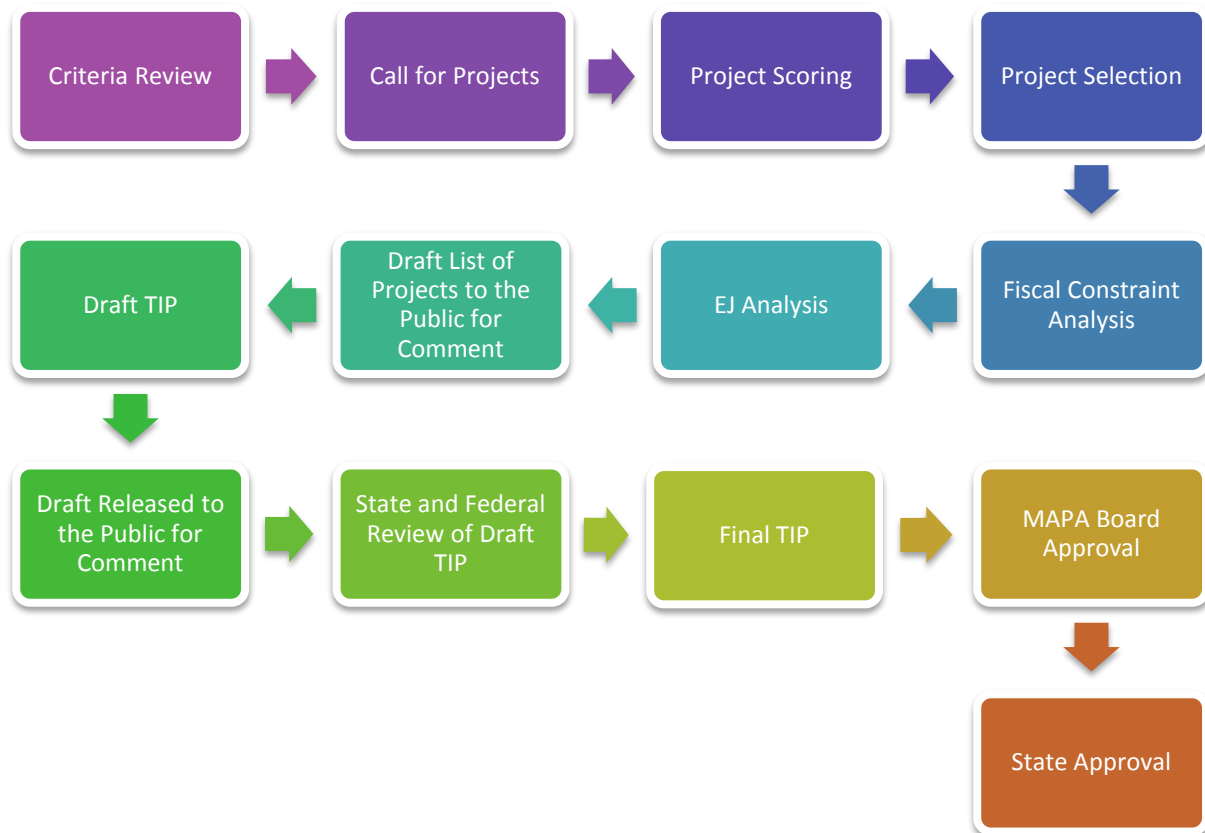 Criteria Review
Call for Projects
Project Scoring
Project Selection
Draft TIP
Draft List of
Projects to the
Public for
Comment
EJ Analysis
Fiscal Constraint
Analysis
Draft Released to
the Public for
Comment
State and Federal
Review of Draft
TIP
Final TIP
MAPA Board
Approval
State Approval